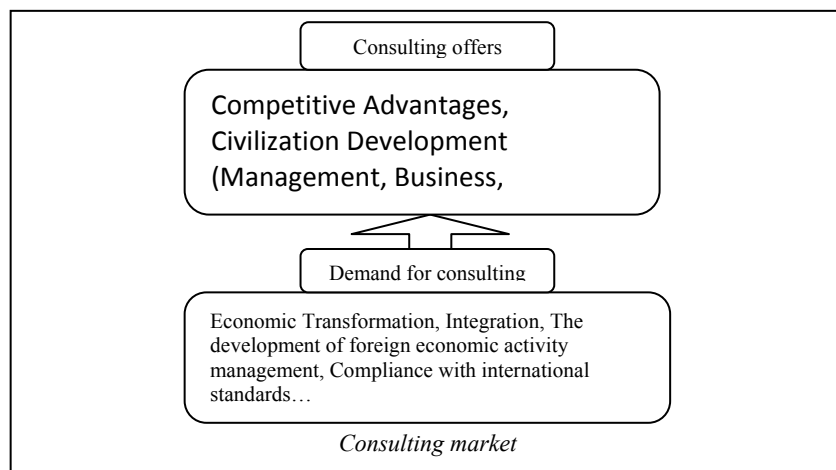 Consulting offers
Competitive Advantages,
Civilization Development
(Management, Business,
Demand for consulting
Economic Transformation, Integration, The
development of foreign economic activity
management, Compliance with international
standards…
Consulting market